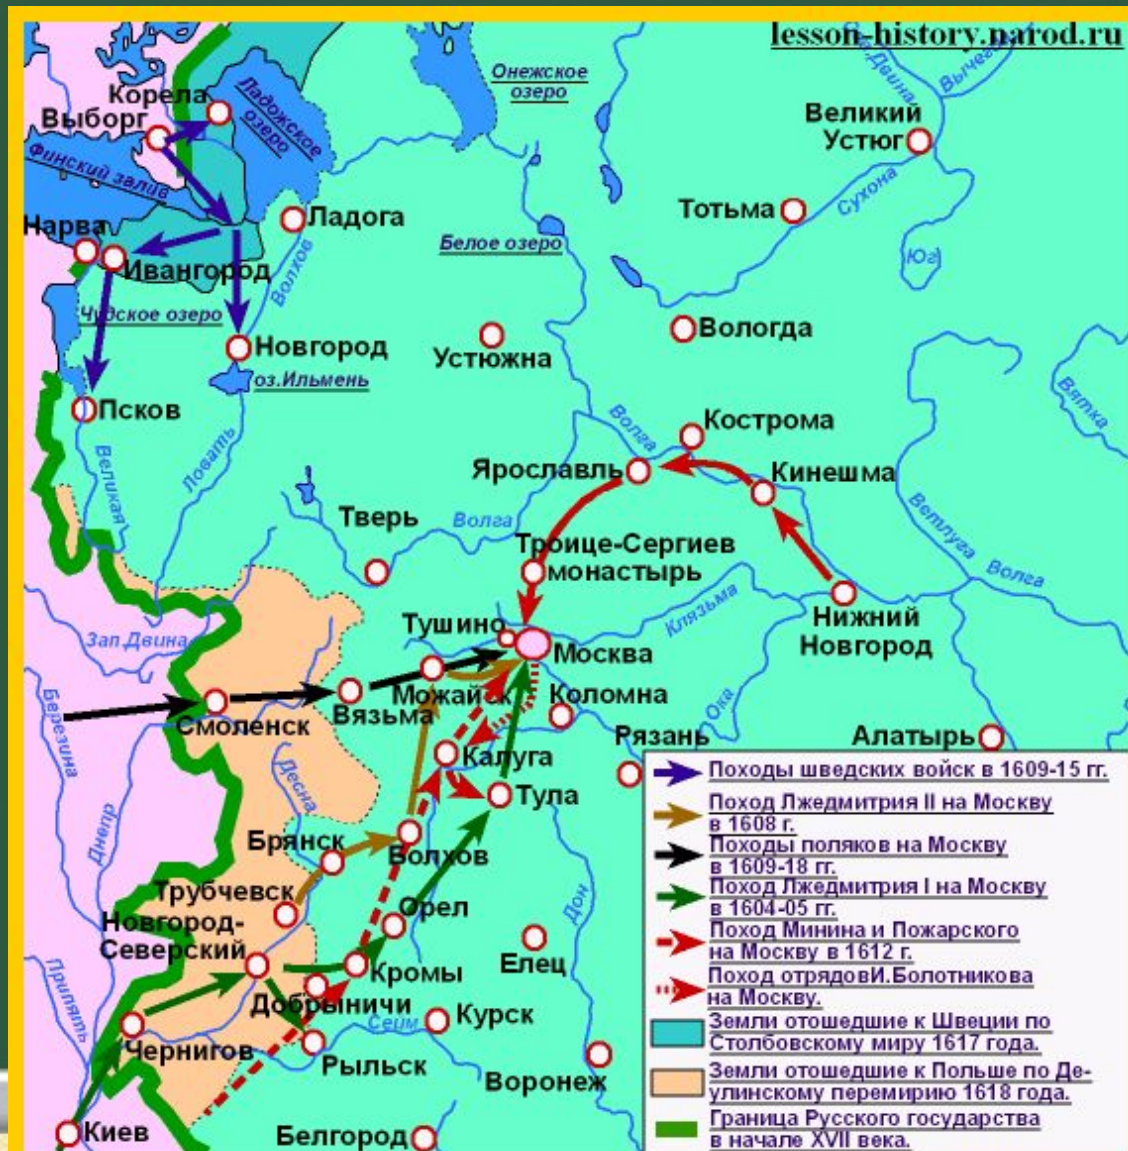 lesson-history.narod.ru
Онежское
озеро
Ладожское
озеро
Корела
Выборг
Финский залив
Нарва
Ивангород
Ладога
Волхов
Чудское озеро
Новгород
оз.Ильмень
Псков
Великая
Ловать
Белое озеро
Устюжна
Вычегда
Великий
Устюг
Тотьма
Сухона
Юг
Вологда
Вятка
Кострома
Волга
Ярославль
Кинешма
Ветлуга
Волга
Тверь
Волга
Троице-Сергиев
монастырь
Нижний
Новгород
Клязьма
Тушино
Москва
Можайск
Вязьма
Смоленск
Зап.Двина
Березина
Днепр
Десна
Коломна
Ока
Рязань
Алатырь
Калуга
Тула
Брянск
Болхов
Трубчевск
Новгород-
Северский
Орел
Кромы
Добрыничи
Дон
Елец
Курск
Сейм
Рыльск
Чернигов
Припять
Воронеж
Киев
Белгород
Походы шведских войск в 1609-15 гг.
Поход Лжедмитрия II на Москву
в 1608 г.
Походы поляков на Москву
в 1609-18 гг.
Поход Лжедмитрия I на Москву
в 1604-05 гг.
Поход Минина и Пожарского
на Москву в 1612 г.
Поход отрядовИ.Болотникова
на Москву.
Земли отошедшие к Швеции по
Столбовскому миру 1617 года.
Земли отошедшие к Польше по Де-
улинскому перемирию 1618 года.
Граница Русского государства
в начале XVII века.